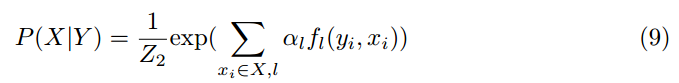 P(X|Y) = \frac{1}{Z_2} exp( \sum_{x_i \in X, l} \alpha_l f_l(y_i, x_i)) (9)